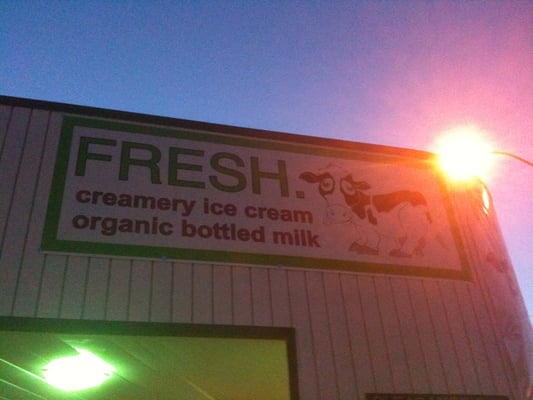 FRESH.
creamery ice cream
organic bottled milk